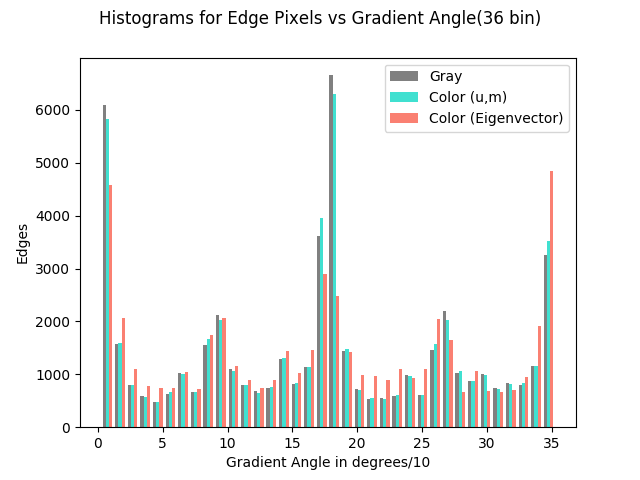 Histograms for Edge Pixels vs Gradient Angle(36 bin)
Gray
Color (u,m)
Color (Eigenvector)
6000
5000
4000
3000
2000
1000
0
Edges
0 5 10 15 20 25 30 35
Gradient Angle in degrees/10